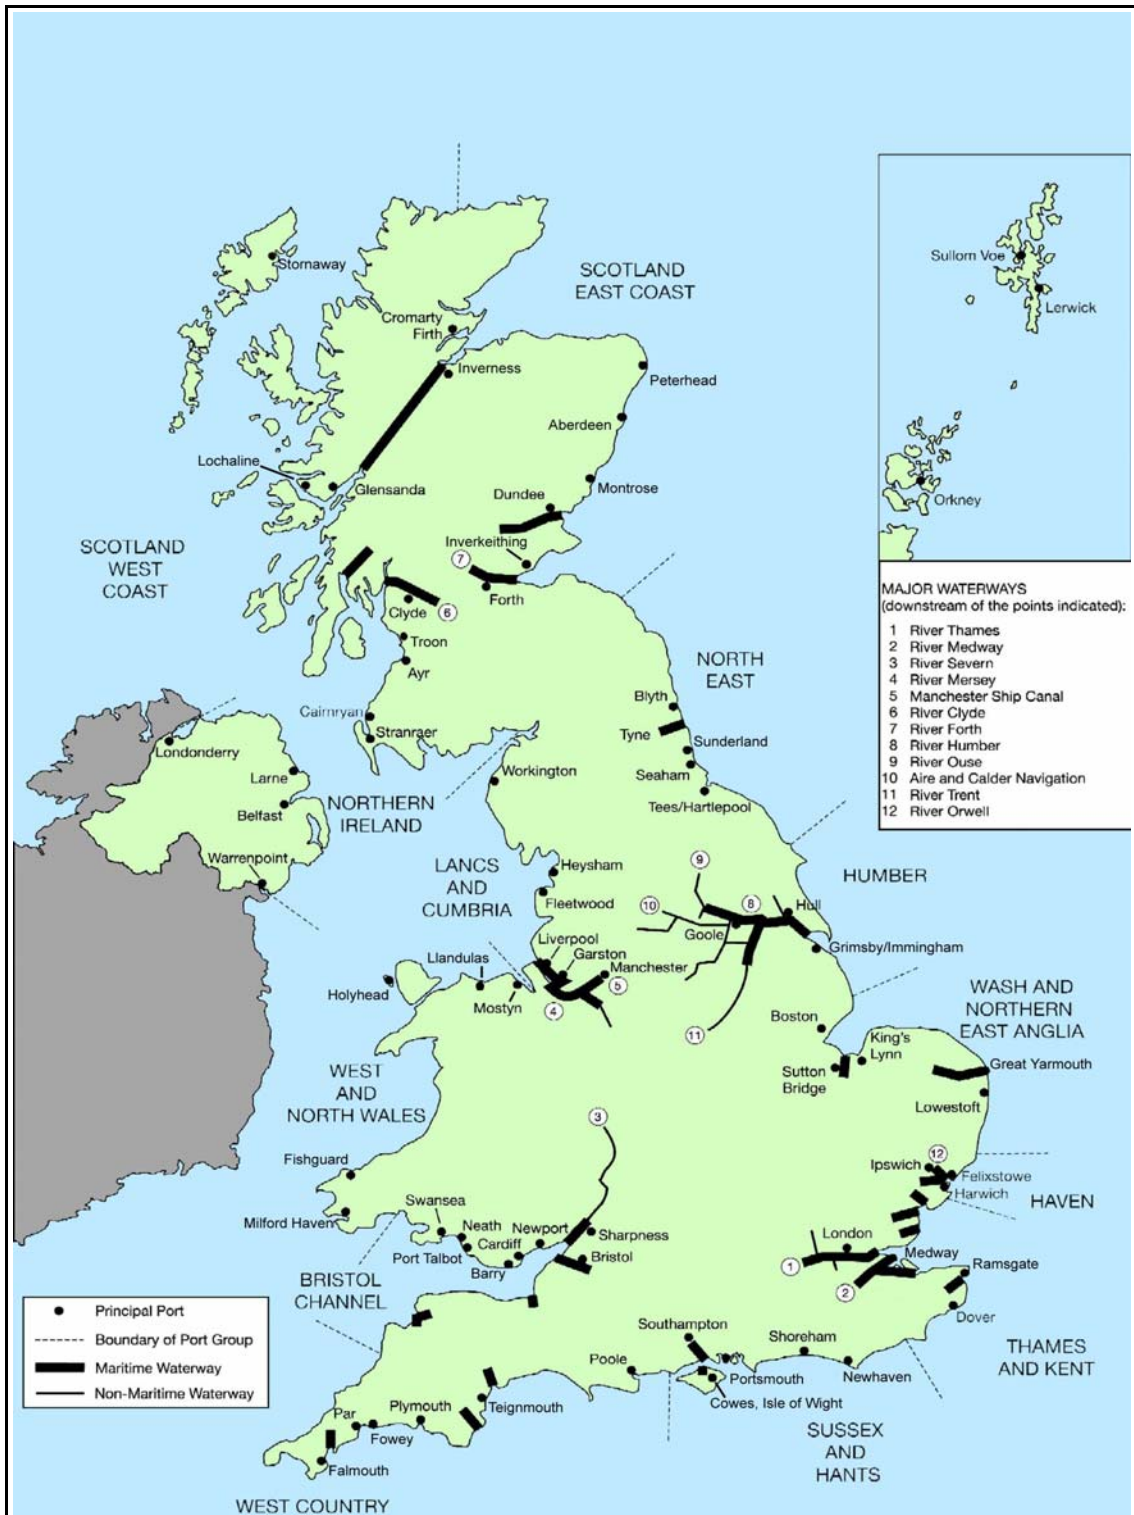 Stornaway
SCOTLAND
EAST COAST
Cromarty
Firth
Inverness
Peterhead
Aberdeen
Lochaline
Glensanda
Montrose
Dundee
Inverkeithing
SCOTLAND
WEST
COAST
7
Forth
Clyde
6
Troon
Ayr
NORTH
EAST
Blyth
Cairnryan
Stranraer
Tyne
Sunderland
Londonderry
Seaham
Larne
Workington
Tees/Hartlepool
Belfast
NORTHERN
IRELAND
Warrenpoint
LANCS
AND
CUMBRIA
Heysham
Fleetwood
9
HUMBER
10
8
Hull
Goole
Grimsby/Immingham
Liverpool
Garston
Manchester
Llandulas
Holyhead
Mostyn
5
4
11
WASH AND
NORTHERN
EAST ANGLIA
Boston
King's
Lynn
Sutton
Bridge
Great Yarmouth
Lowestoft
WEST
AND
NORTH WALES
3
Fishguard
Ipswich
12
Felixstowe
Harwich
HAVEN
Milford Haven
Swansea
Neath
Newport
Port Talbot
Cardiff
Barry
Sharpness
Bristol
London
Medway
1
2
Ramsgate
Dover
BRISTOL
CHANNEL
Southampton
Shoreham
THAMES
AND KENT
Poole
Portsmouth
Newhaven
Cowes, Isle of Wight
Teignmouth
Plymouth
Par
Fowey
Falmouth
SUSSEX
AND
HANTS
WEST COUNTRY
Sullom Voe
Lerwick
Orkney
MAJOR WATERWAYS
(downstream of the points indicated):
1 River Thames
2 River Medway
3 River Severn
4 River Mersey
5 Manchester Ship Canal
6 River Clyde
7 River Forth
8 River Humber
9 River Ouse
10 Aire and Calder Navigation
11 River Trent
12 River Orwell
Principal Port
Boundary of Port Group
Maritime Waterway
Non-Maritime Waterway